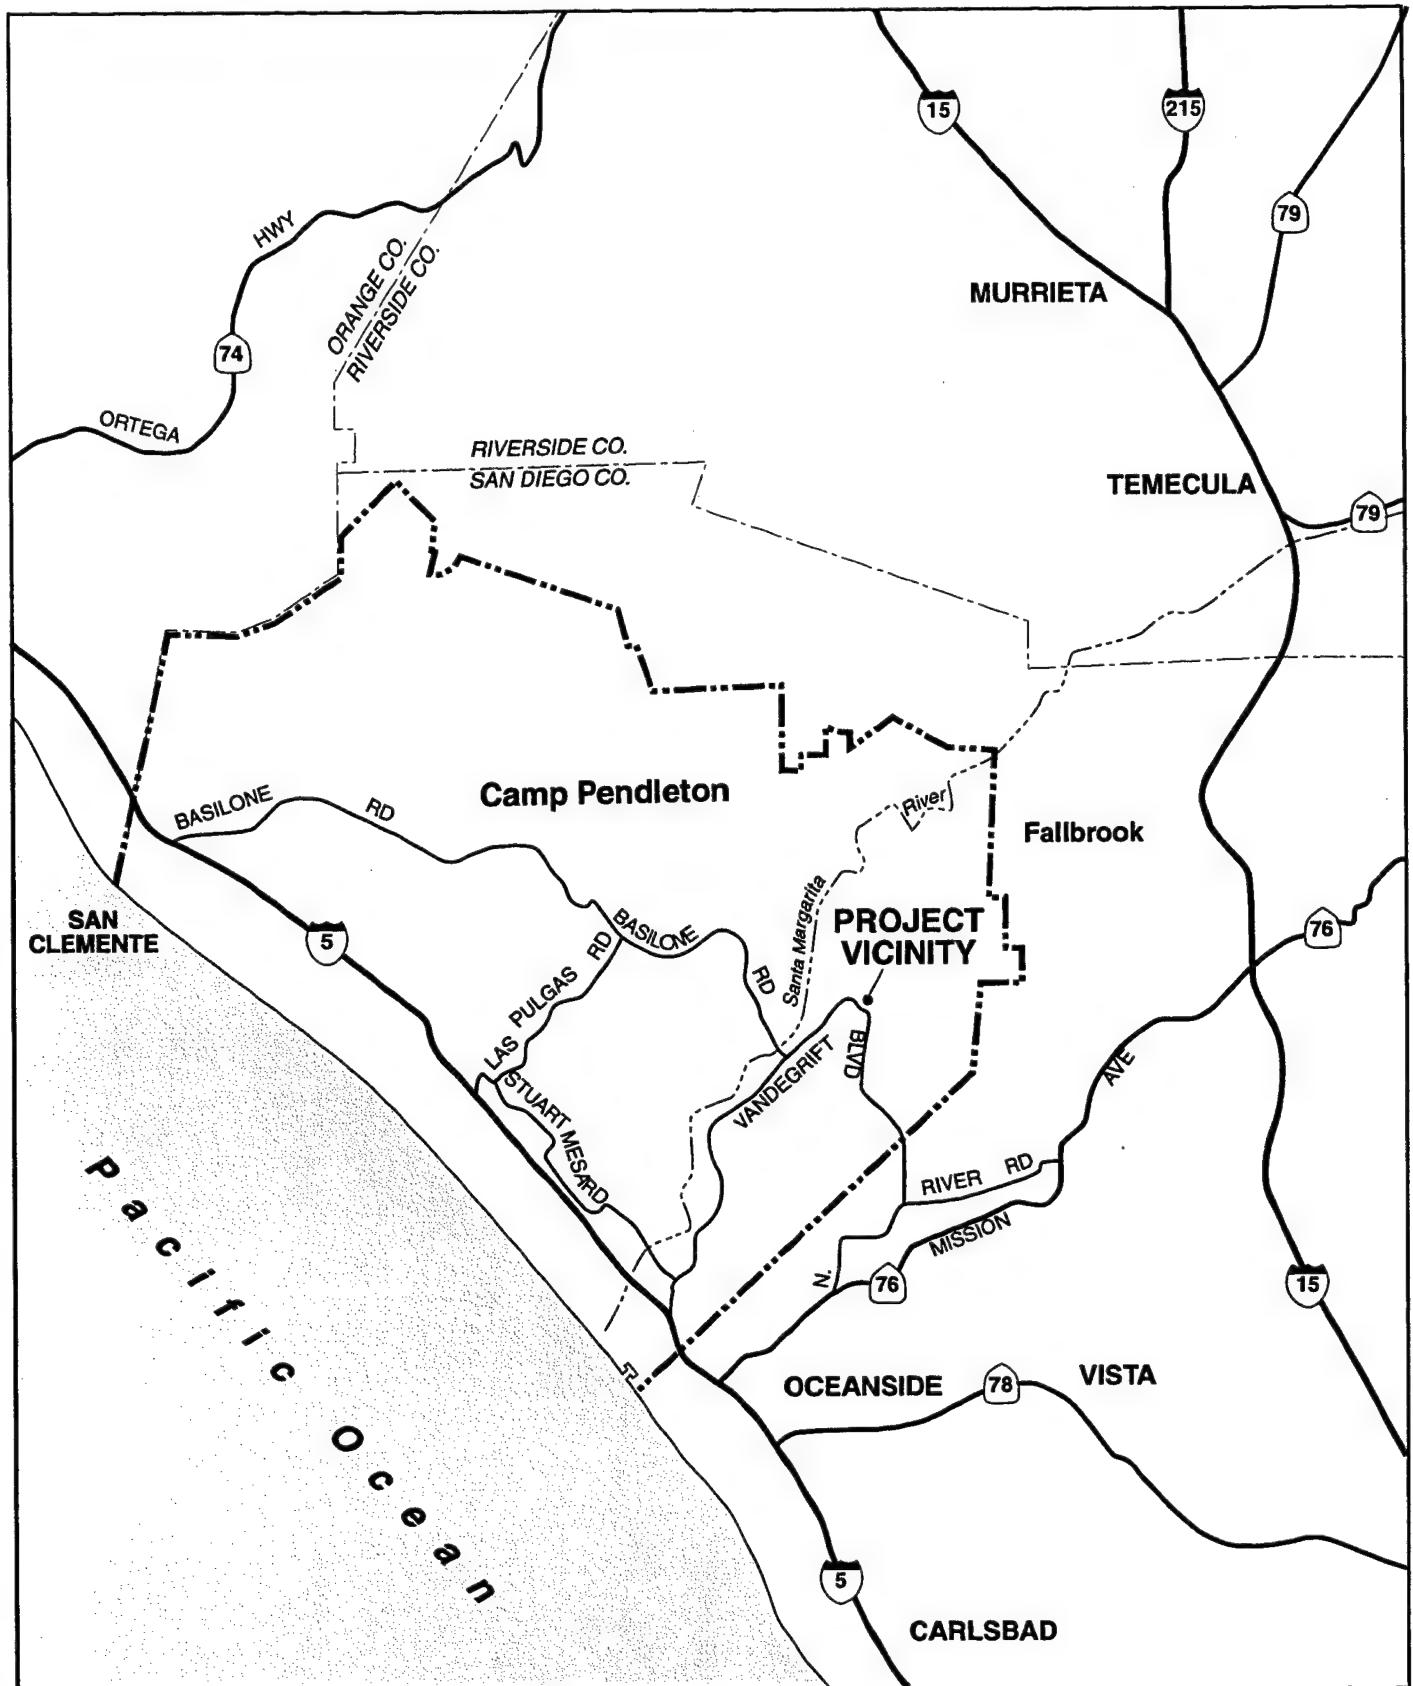 15
215
79
HWY
ORANGE CO.
RIVERSIDE CO.
MURRIETA
74
ORTEGA
RIVERSIDE CO.
SAN DIEGO CO.
TEMECULA
79
Camp Pendleton
BASILONE
RD
River
Fallbrook
SAN
CLEMENTE
5
BASILONE
RD
Santa Margarita
PROJECT
VICINITY
76
LAS PULGAS RD
VANDEGRIFT
BLVD
STUART MESA RD
AVE
RIVER RD
MISSION
N.
76
15
Pacific Ocean
OCEANSIDE
78
VISTA
5
CARLSBAD